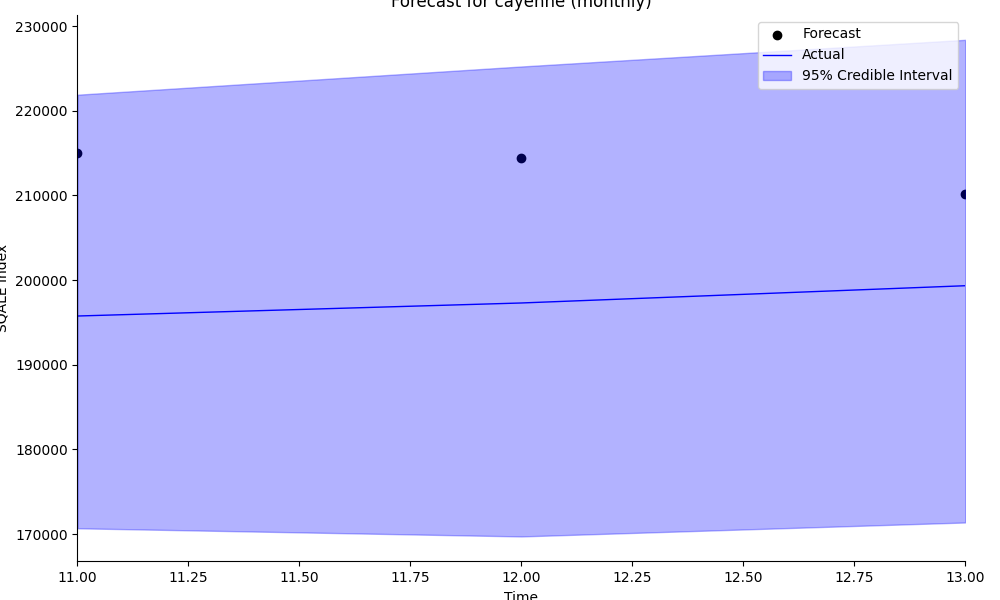 Forecast for cayenne (monthly)
230000
220000
210000
200000
190000
180000
170000
SQALE Index
Forecast
Actual
95% Credible Interval
11.00 11.25 11.50 11.75 12.00 12.25 12.50 12.75 13.00
Time